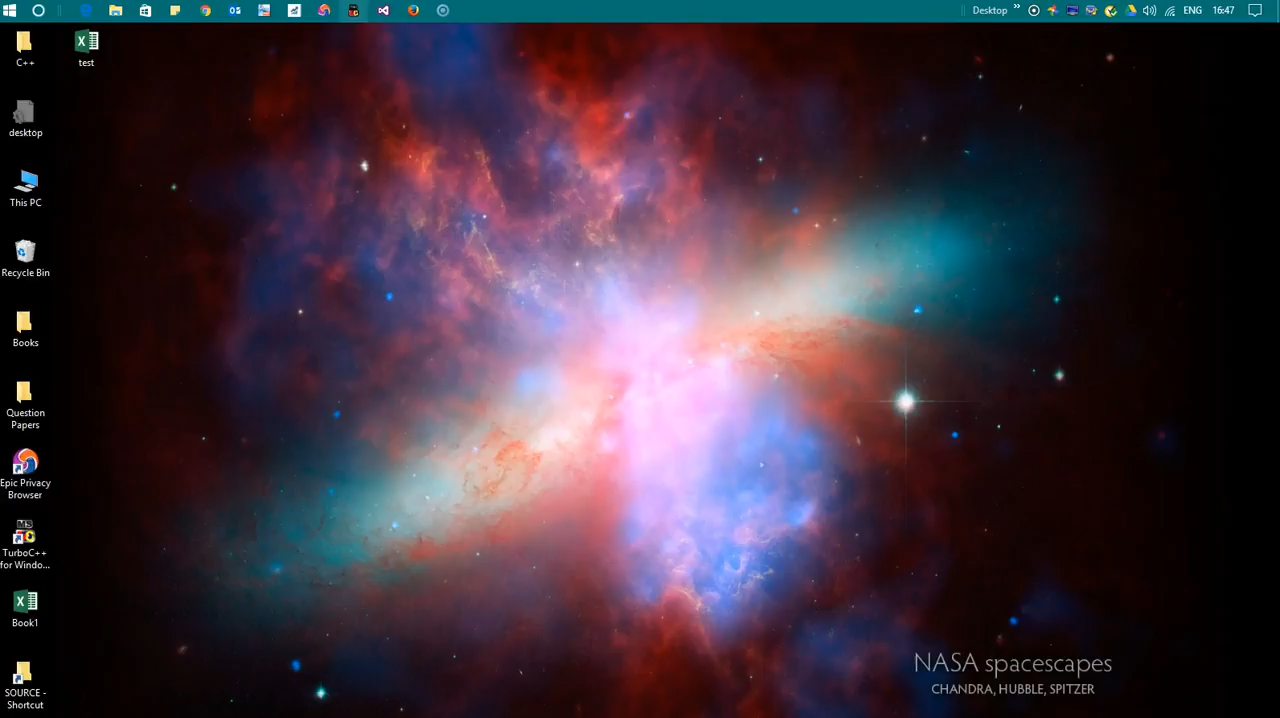 Desktop
ENG
16:47
C++
test
desktop
This PC
Recycle Bin
Books
Question
Papers
Epic Privacy
Browser
TurboC++
for Windo...
Book1
SOURCE -
Shortcut
NASA spacescapes
CHANDRA, HUBBLE, SPITZER